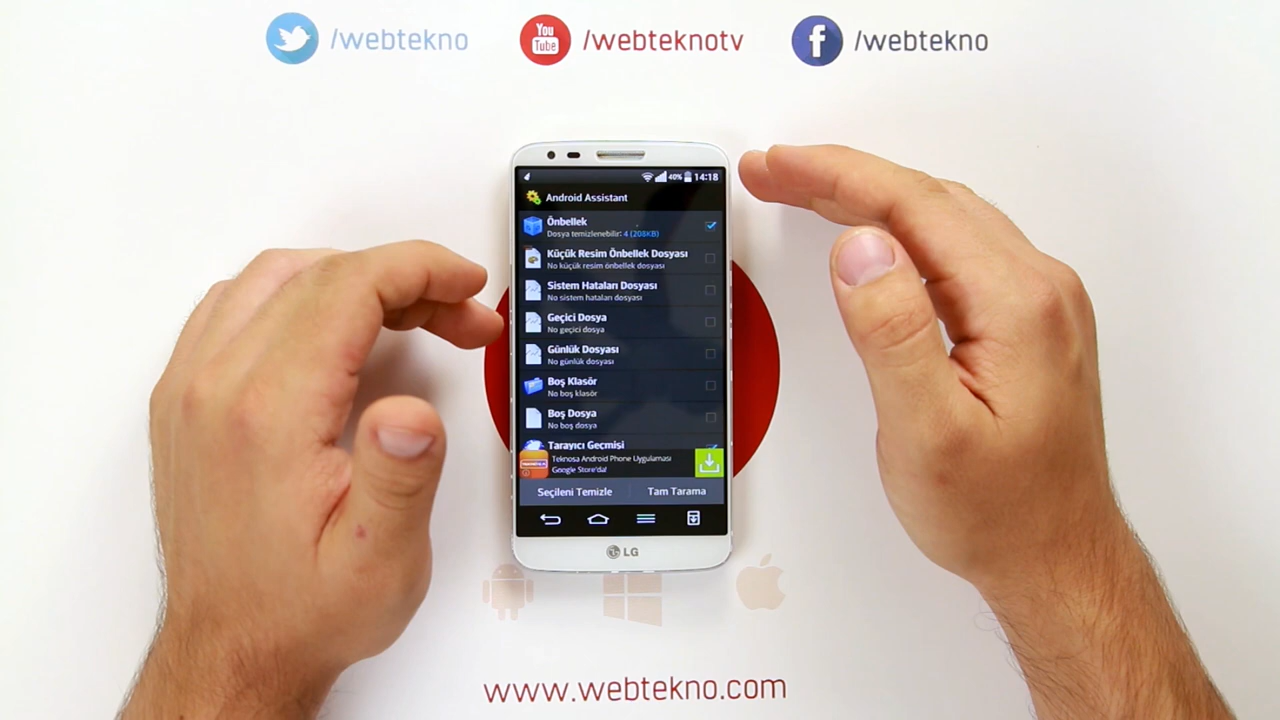 /webtekno
You
Tube
/webteknotv
f
/webtekno
40%
14:18
Android Assistant
Önbellek
Dosya temizlenebilir: 4 (208KB)
Küçük Resim Önbellek Dosyası
No küçük resim önbellek dosyası
Sistem Hataları Dosyası
No sistem hataları dosyası
Geçici Dosya
No geçici dosya
Günlük Dosyası
No günlük dosyası
Boş Klasör
No boş klasör
Boş Dosya
No boş dosya
Tarayıcı Geçmişi
Teknosa Android Phone Uygulaması
Google Store'da!
Seçileni Temizle
Tam Tarama
LG
www.webtekno.com